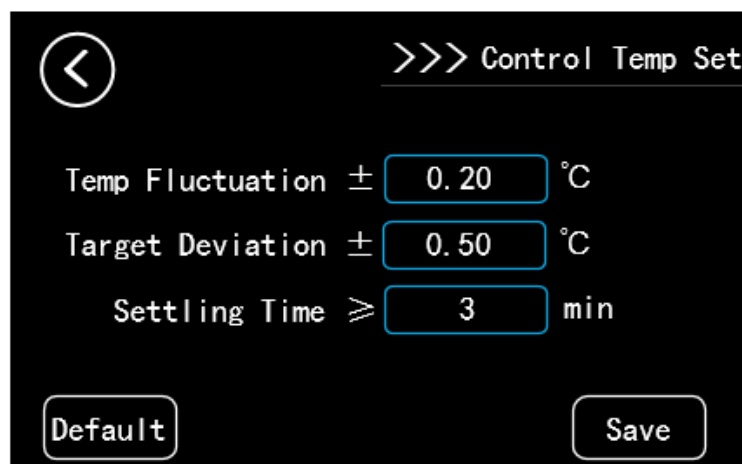 >>> Control Temp Set
Temp Fluctuation ± 0.20 ℃
Target Deviation ± 0.50 ℃
Settling Time ≥ 3 min
Default Save